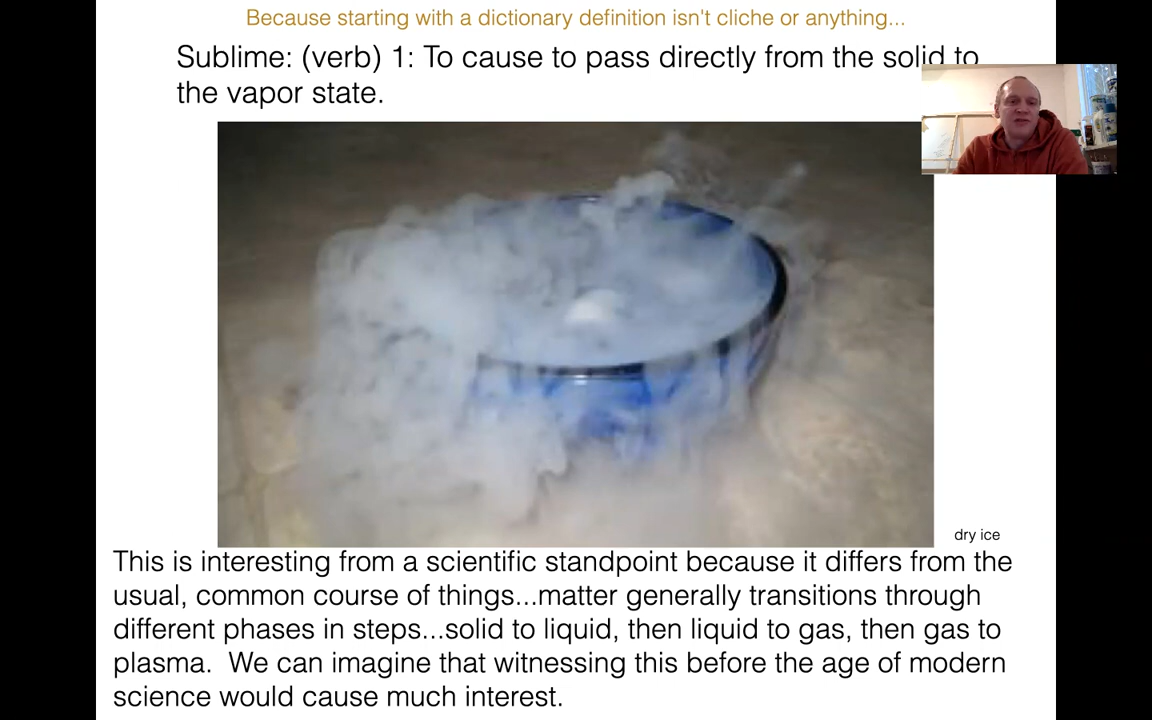 Because starting with a dictionary definition isn't cliche or anything...
Sublime: (verb) 1: To cause to pass directly from the solid to
the vapor state.
dry ice
This is interesting from a scientific standpoint because it differs from the
usual, common course of things...matter generally transitions through
different phases in steps...solid to liquid, then liquid to gas, then gas to
plasma.  We can imagine that witnessing this before the age of modern
science would cause much interest.